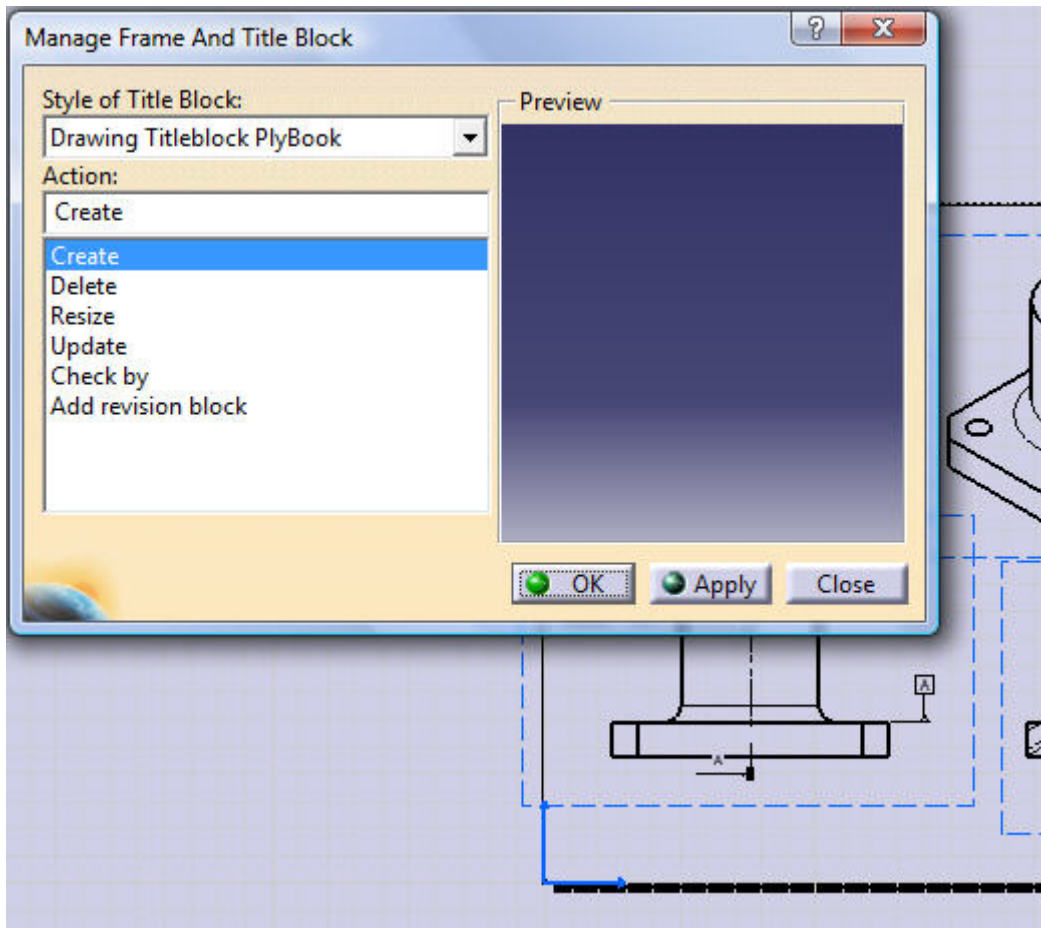 Manage Frame And Title Block
?
X
Style of Title Block:
Drawing Titleblock PlyBook
Action:
Create
Create
Delete
Resize
Update
Check by
Add revision block
Preview
OK
Apply
Close
A
A